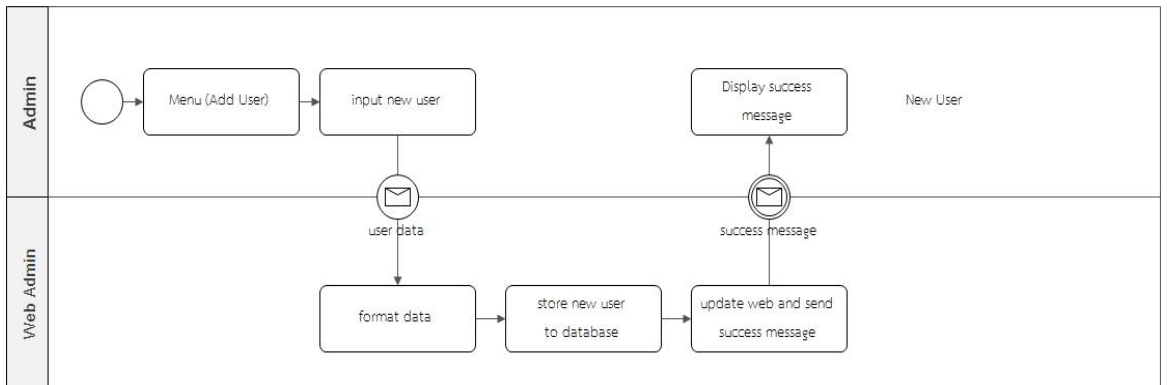 Admin
Menu (Add User)
input new user
Display success
message
New User
user data
success message
Web Admin
format data
store new user
to database
update web and send
success message